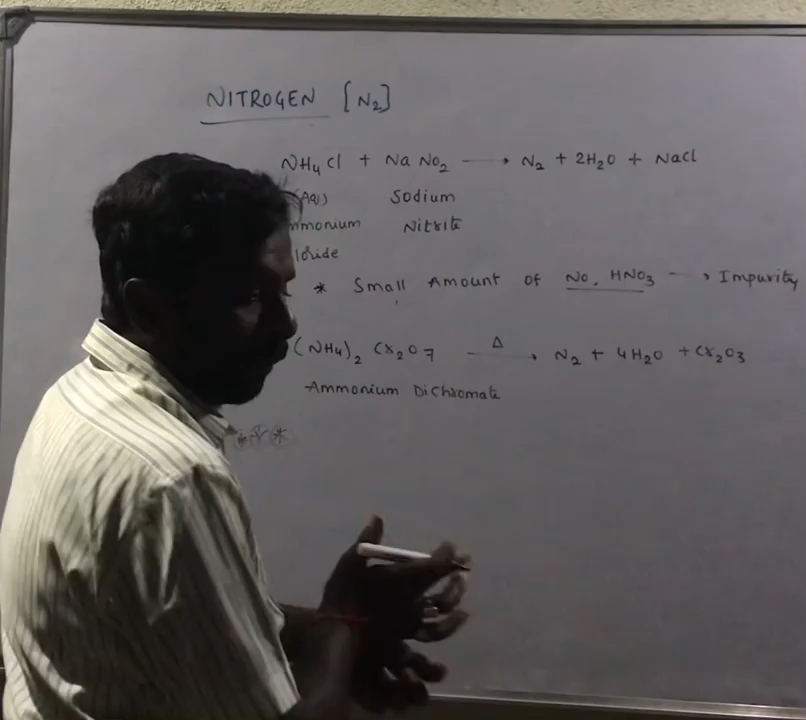 NITROGEN [N₂]
NH₄Cl + NaNO₂ → N₂ + 2H₂O + NaCl
(Aq) Sodium
mmonium Nitrite
loride
* Small Amount of NO, HNO₃ → Impurity
(NH₄)₂ Cr₂O₇ Δ→ N₂ + 4H₂O + Cr₂O₃
Ammonium Dichromate
***